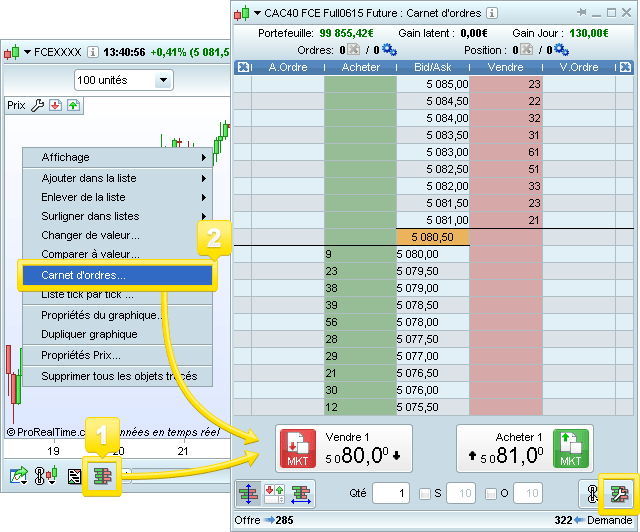 FCEXXXX 13:40:56 +0,41% (5 081,5
100 unités
Prix
Affichage
Ajouter dans la liste
Enlever de la liste
Surligner dans listes
Changer de valeur...
Comparer à valeur...
2
Carnet d'ordres...
Liste tick par tick ...
Propriétés du graphique...
Dupliquer graphique
Propriétés Prix...
Supprimer tous les objets tracés
© ProRealTime.com Données en temps réel
1
19 20 21
CAC40 FCE Full0615 Future : Carnet d'ordres
Portefeuille: 99 855,42€ Gain latent : 0,00€ Gain Jour : 130,00€
Ordres: 0 / 0 Position : 0 / 0
A.Ordre Acheter Bid/Ask Vendre V.Ordre
5 085,00 23
5 084,50 22
5 084,00 32
5 083,50 31
5 083,00 61
5 082,50 51
5 082,00 33
5 081,50 23
5 081,00 21
5 080,50
9 5 080,00
23 5 079,50
38 5 079,00
39 5 078,50
56 5 078,00
28 5 077,50
29 5 077,00
21 5 076,50
30 5 076,00
12 5 075,50
Vendre 1 Acheter 1
MKT 5 080,00 5 081,00 MKT
Qté 1 S 10 O 10
Offre 285 322 Demande